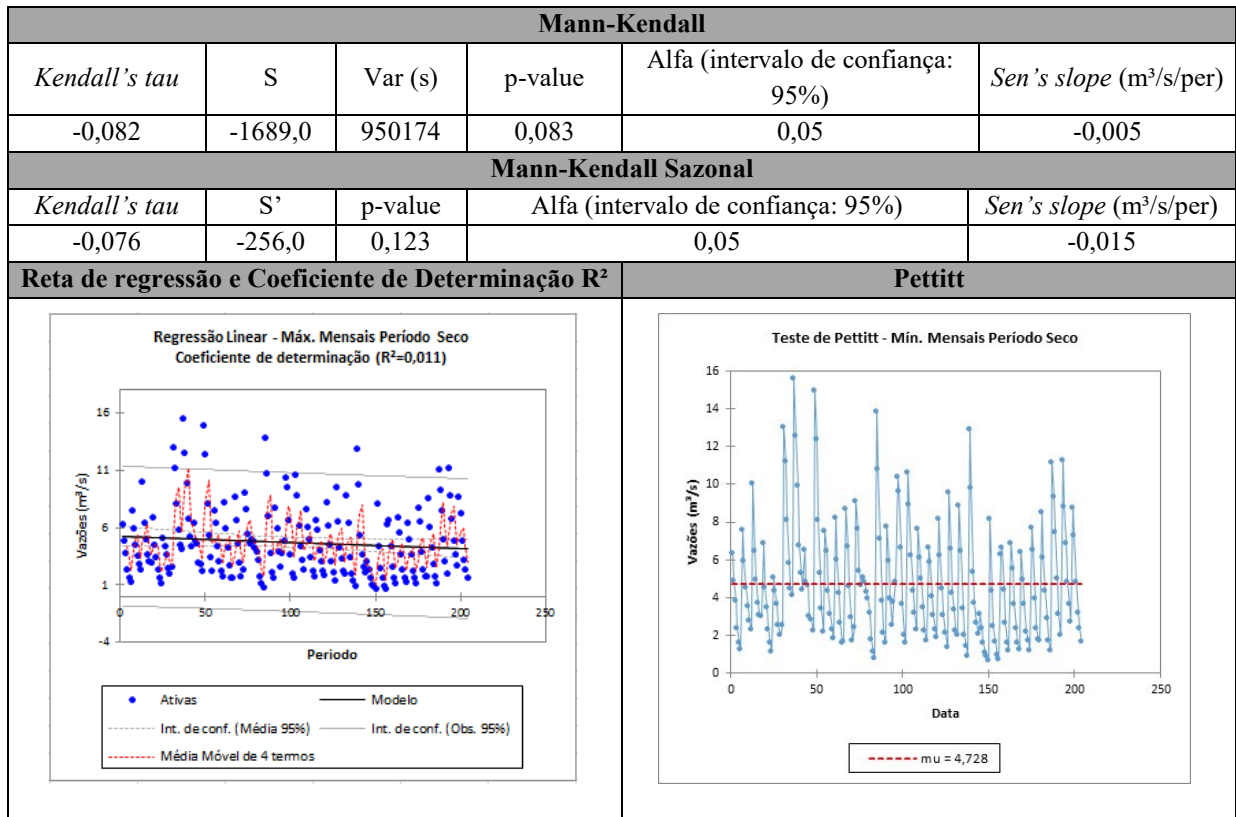 Mann-Kendall
Kendall's tau S Var (s) p-value Alfa (intervalo de confiança: 95%) Sen's slope (m³/s/per)
-0,082 -1689,0 950174 0,083 0,05 -0,005
Mann-Kendall Sazonal
Kendall's tau S' p-value Alfa (intervalo de confiança: 95%) Sen's slope (m³/s/per)
-0,076 -256,0 0,123 0,05 -0,015
Reta de regressão e Coeficiente de Determinação R² Pettitt
Regressão Linear - Máx. Mensais Período Seco
Coeficiente de determinação (R²=0,011)
16
11
6
1
-4
Vazões (m³/s)
0 50 100 150 200 250
Periodo
Ativas Modelo
Int. de conf. (Média 95%) Int. de conf. (Obs. 95%)
Média Móvel de 4 termos
Teste de Pettitt - Mín. Mensais Período Seco
16
14
12
10
8
6
4
2
0
Vazões (m³/s)
0 50 100 150 200 250
Data
mu = 4,728